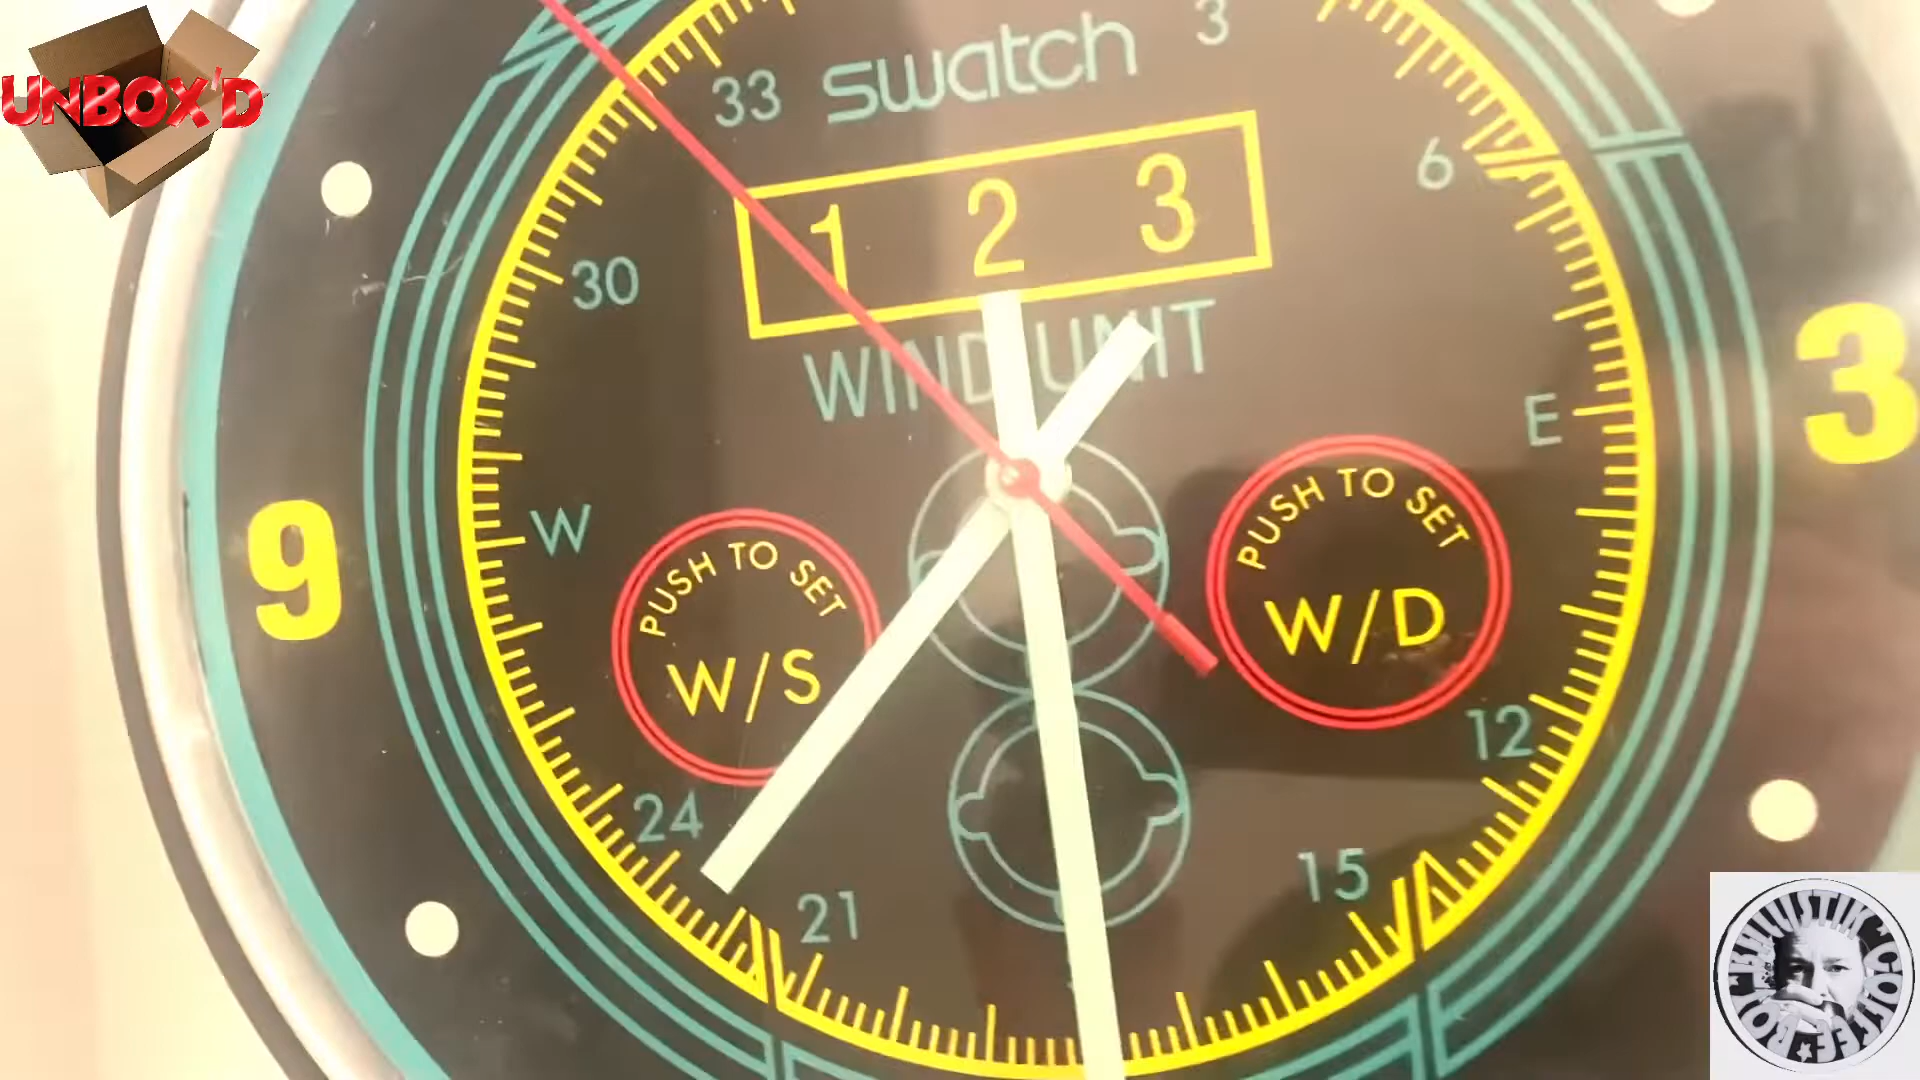 UNBOX'D
swatch
33
3
6
1 2 3
30
WIND UNIT
3
E
W
9
PUSH TO SET
W/S
PUSH TO SET
W/D
24
12
21
15